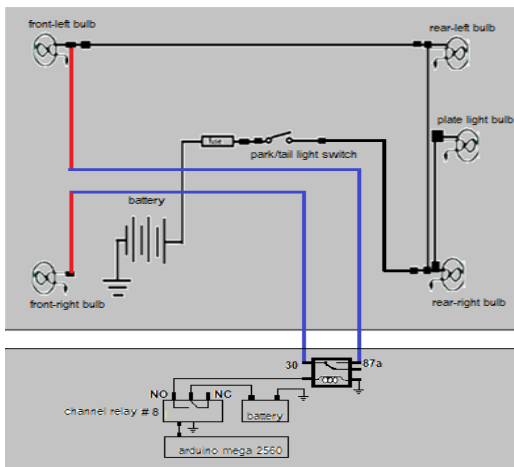 front-left bulb
rear-left bulb
plate light bulb
fuse
park/tail light switch
battery
front-right bulb
rear-right bulb
30
87a
NO
NC
channel relay # 8
battery
arduino mega 2560